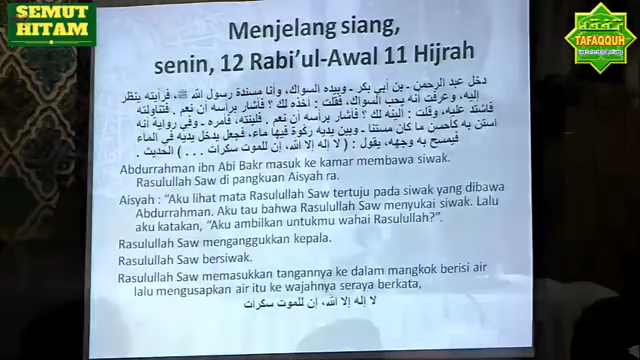 SEMUT
HITAM
TAFAQQUH
Menjelang siang,
senin, 12 Rabi’ul-Awal 11 Hijrah
دخل عبد الرحمن - بن أبي بكر - وبيده السواك، وأنا مسندة رسول الله ﷺ، فرأيته ينظر
إليه، وعرفت أنه يحب السواك، فقلت : آخذه لك ؟ فأشار برأسه أن نعم . فتناولته
فاشتد عليه، وقلت : ألينه لك ؟ فأشار برأسه أن نعم . فلينته، فأمره - وفي رواية أنه
استن به كأحسن ما كان مستنا - وبين يديه ركوة فيها ماء، فجعل يدخل يديه في الماء
فيمسح به وجهه، يقول : ( لا إله إلا الله، إن للموت سكرات . . . ) الحديث .
Abdurrahman ibn Abi Bakr masuk ke kamar membawa siwak.
Rasulullah Saw di pangkuan Aisyah ra.
Aisyah : “Aku lihat mata Rasulullah Saw tertuju pada siwak yang dibawa
Abdurrahman. Aku tau bahwa Rasulullah Saw menyukai siwak. Lalu
aku katakan, “Aku ambilkan untukmu wahai Rasulullah?”.
Rasulullah Saw menganggukkan kepala.
Rasulullah Saw bersiwak.
Rasulullah Saw memasukkan tangannya ke dalam mangkok berisi air
lalu mengusapkan air itu ke wajahnya seraya berkata,
لا إله إلا الله، إن للموت سكرات